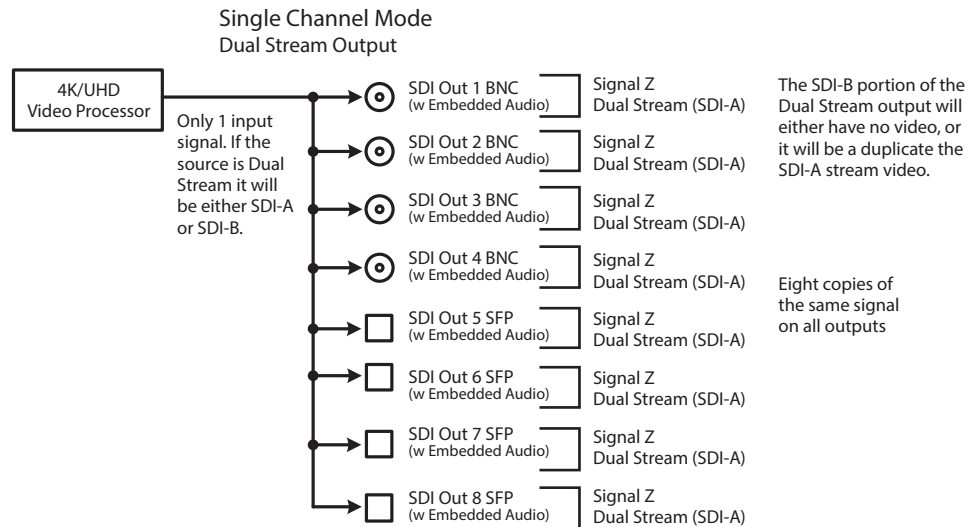 Single Channel Mode
Dual Stream Output
4K/UHD
Video Processor
Only 1 input
signal. If the
source is Dual
Stream it will
be either SDI-A
or SDI-B.
SDI Out 1 BNC
(w Embedded Audio)
Signal Z
Dual Stream (SDI-A)
SDI Out 2 BNC
(w Embedded Audio)
Signal Z
Dual Stream (SDI-A)
SDI Out 3 BNC
(w Embedded Audio)
Signal Z
Dual Stream (SDI-A)
SDI Out 4 BNC
(w Embedded Audio)
Signal Z
Dual Stream (SDI-A)
SDI Out 5 SFP
(w Embedded Audio)
Signal Z
Dual Stream (SDI-A)
SDI Out 6 SFP
(w Embedded Audio)
Signal Z
Dual Stream (SDI-A)
SDI Out 7 SFP
(w Embedded Audio)
Signal Z
Dual Stream (SDI-A)
SDI Out 8 SFP
(w Embedded Audio)
Signal Z
Dual Stream (SDI-A)
The SDI-B portion of the
Dual Stream output will
either have no video, or
it will be a duplicate the
SDI-A stream video.
Eight copies of
the same signal
on all outputs